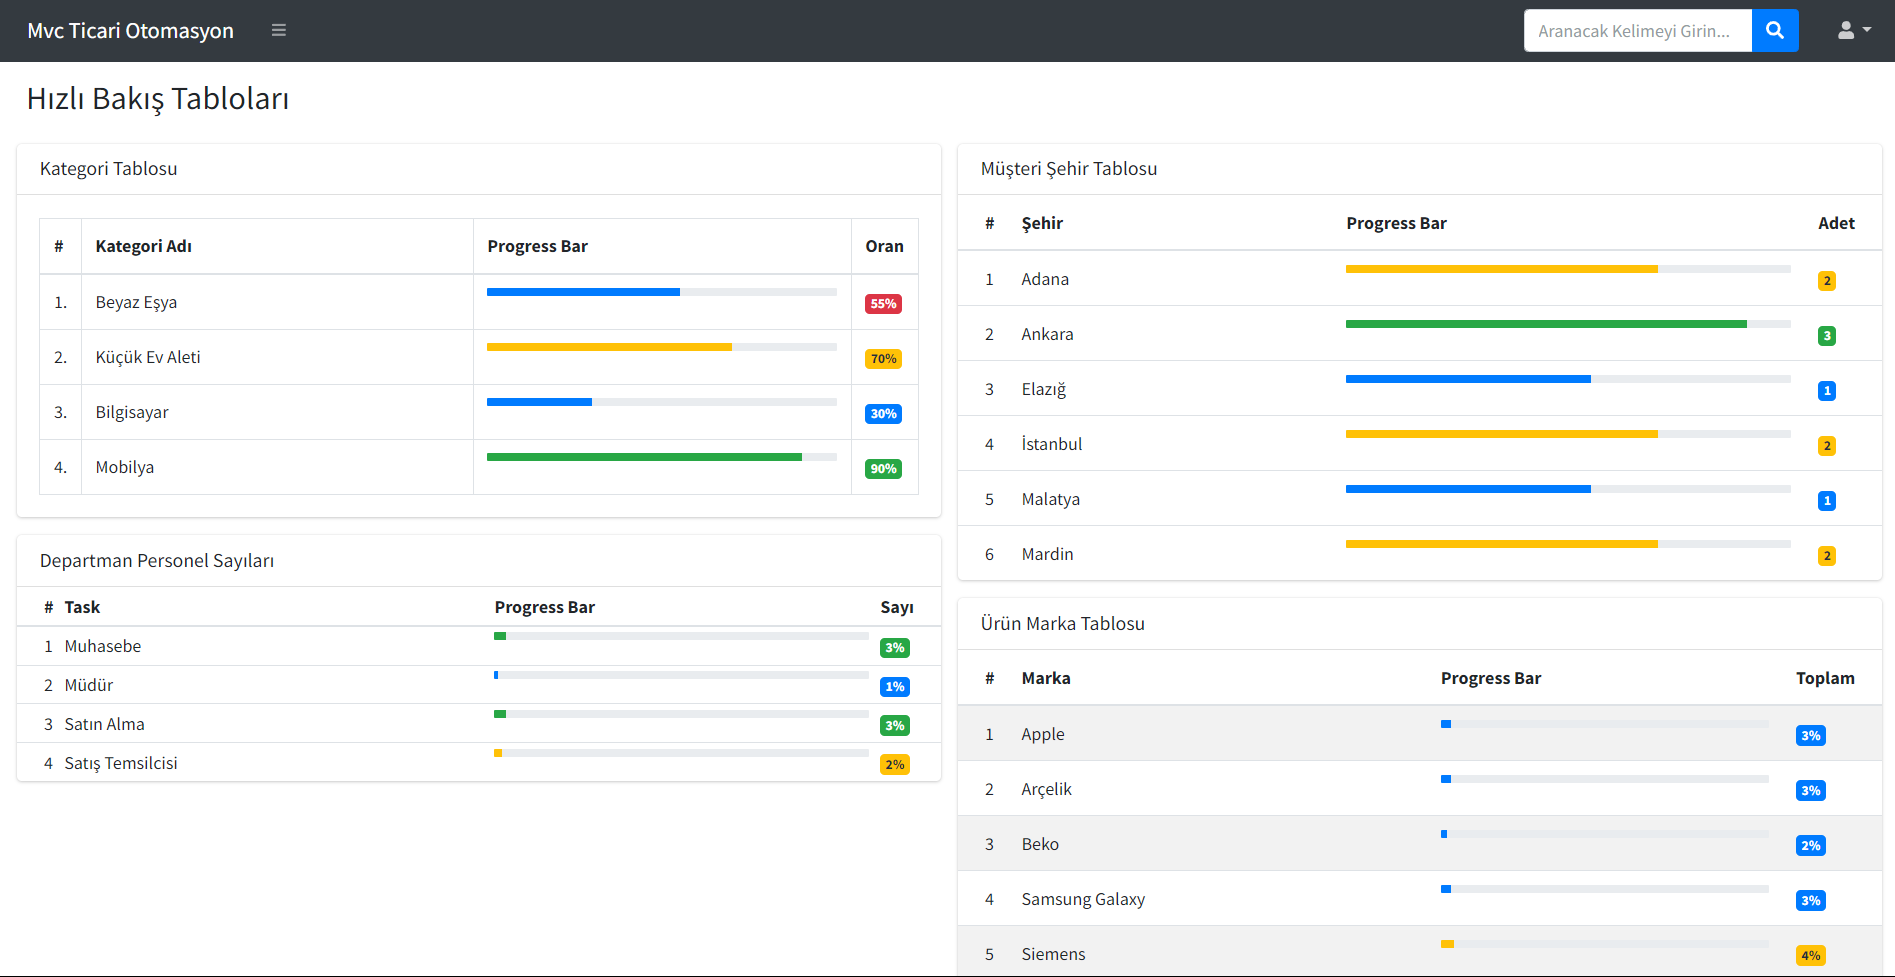 Mvc Ticari Otomasyon
Aranacak Kelimeyi Girin...
Hızlı Bakış Tabloları
Kategori Tablosu
# Kategori Adı Progress Bar Oran
1. Beyaz Eşya 55%
2. Küçük Ev Aleti 70%
3. Bilgisayar 30%
4. Mobilya 90%
Departman Personel Sayıları
# Task Progress Bar Sayı
1 Muhasebe 3%
2 Müdür 1%
3 Satın Alma 3%
4 Satış Temsilcisi 2%
Müşteri Şehir Tablosu
# Şehir Progress Bar Adet
1 Adana 2
2 Ankara 3
3 Elazığ 1
4 İstanbul 2
5 Malatya 1
6 Mardin 2
Ürün Marka Tablosu
# Marka Progress Bar Toplam
1 Apple 3%
2 Arçelik 3%
3 Beko 2%
4 Samsung Galaxy 3%
5 Siemens 4%